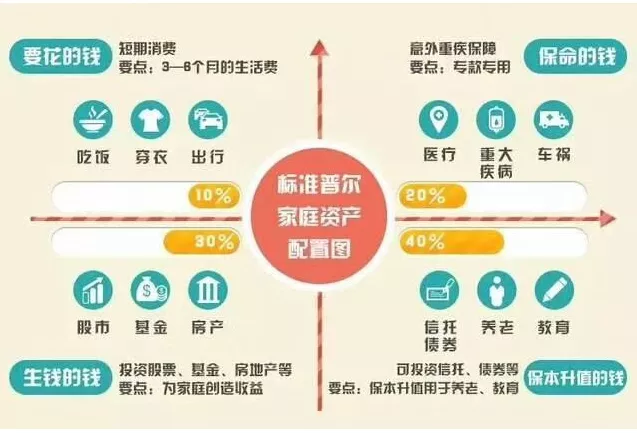 要花的钱
短期消费
要点：3—6个月的生活费
吃饭
穿衣
出行
10%
意外重疾保障
要点：专款专用
保命的钱
医疗
重大
疾病
车祸
20%
标准普尔
家庭资产
配置图
30%
股市
基金
房产
生钱的钱
投资股票、基金、房地产等
要点：为家庭创造收益
40%
信托
债券
养老
教育
可投资信托、债券等
要点：保本升值用于养老、教育
保本升值的钱